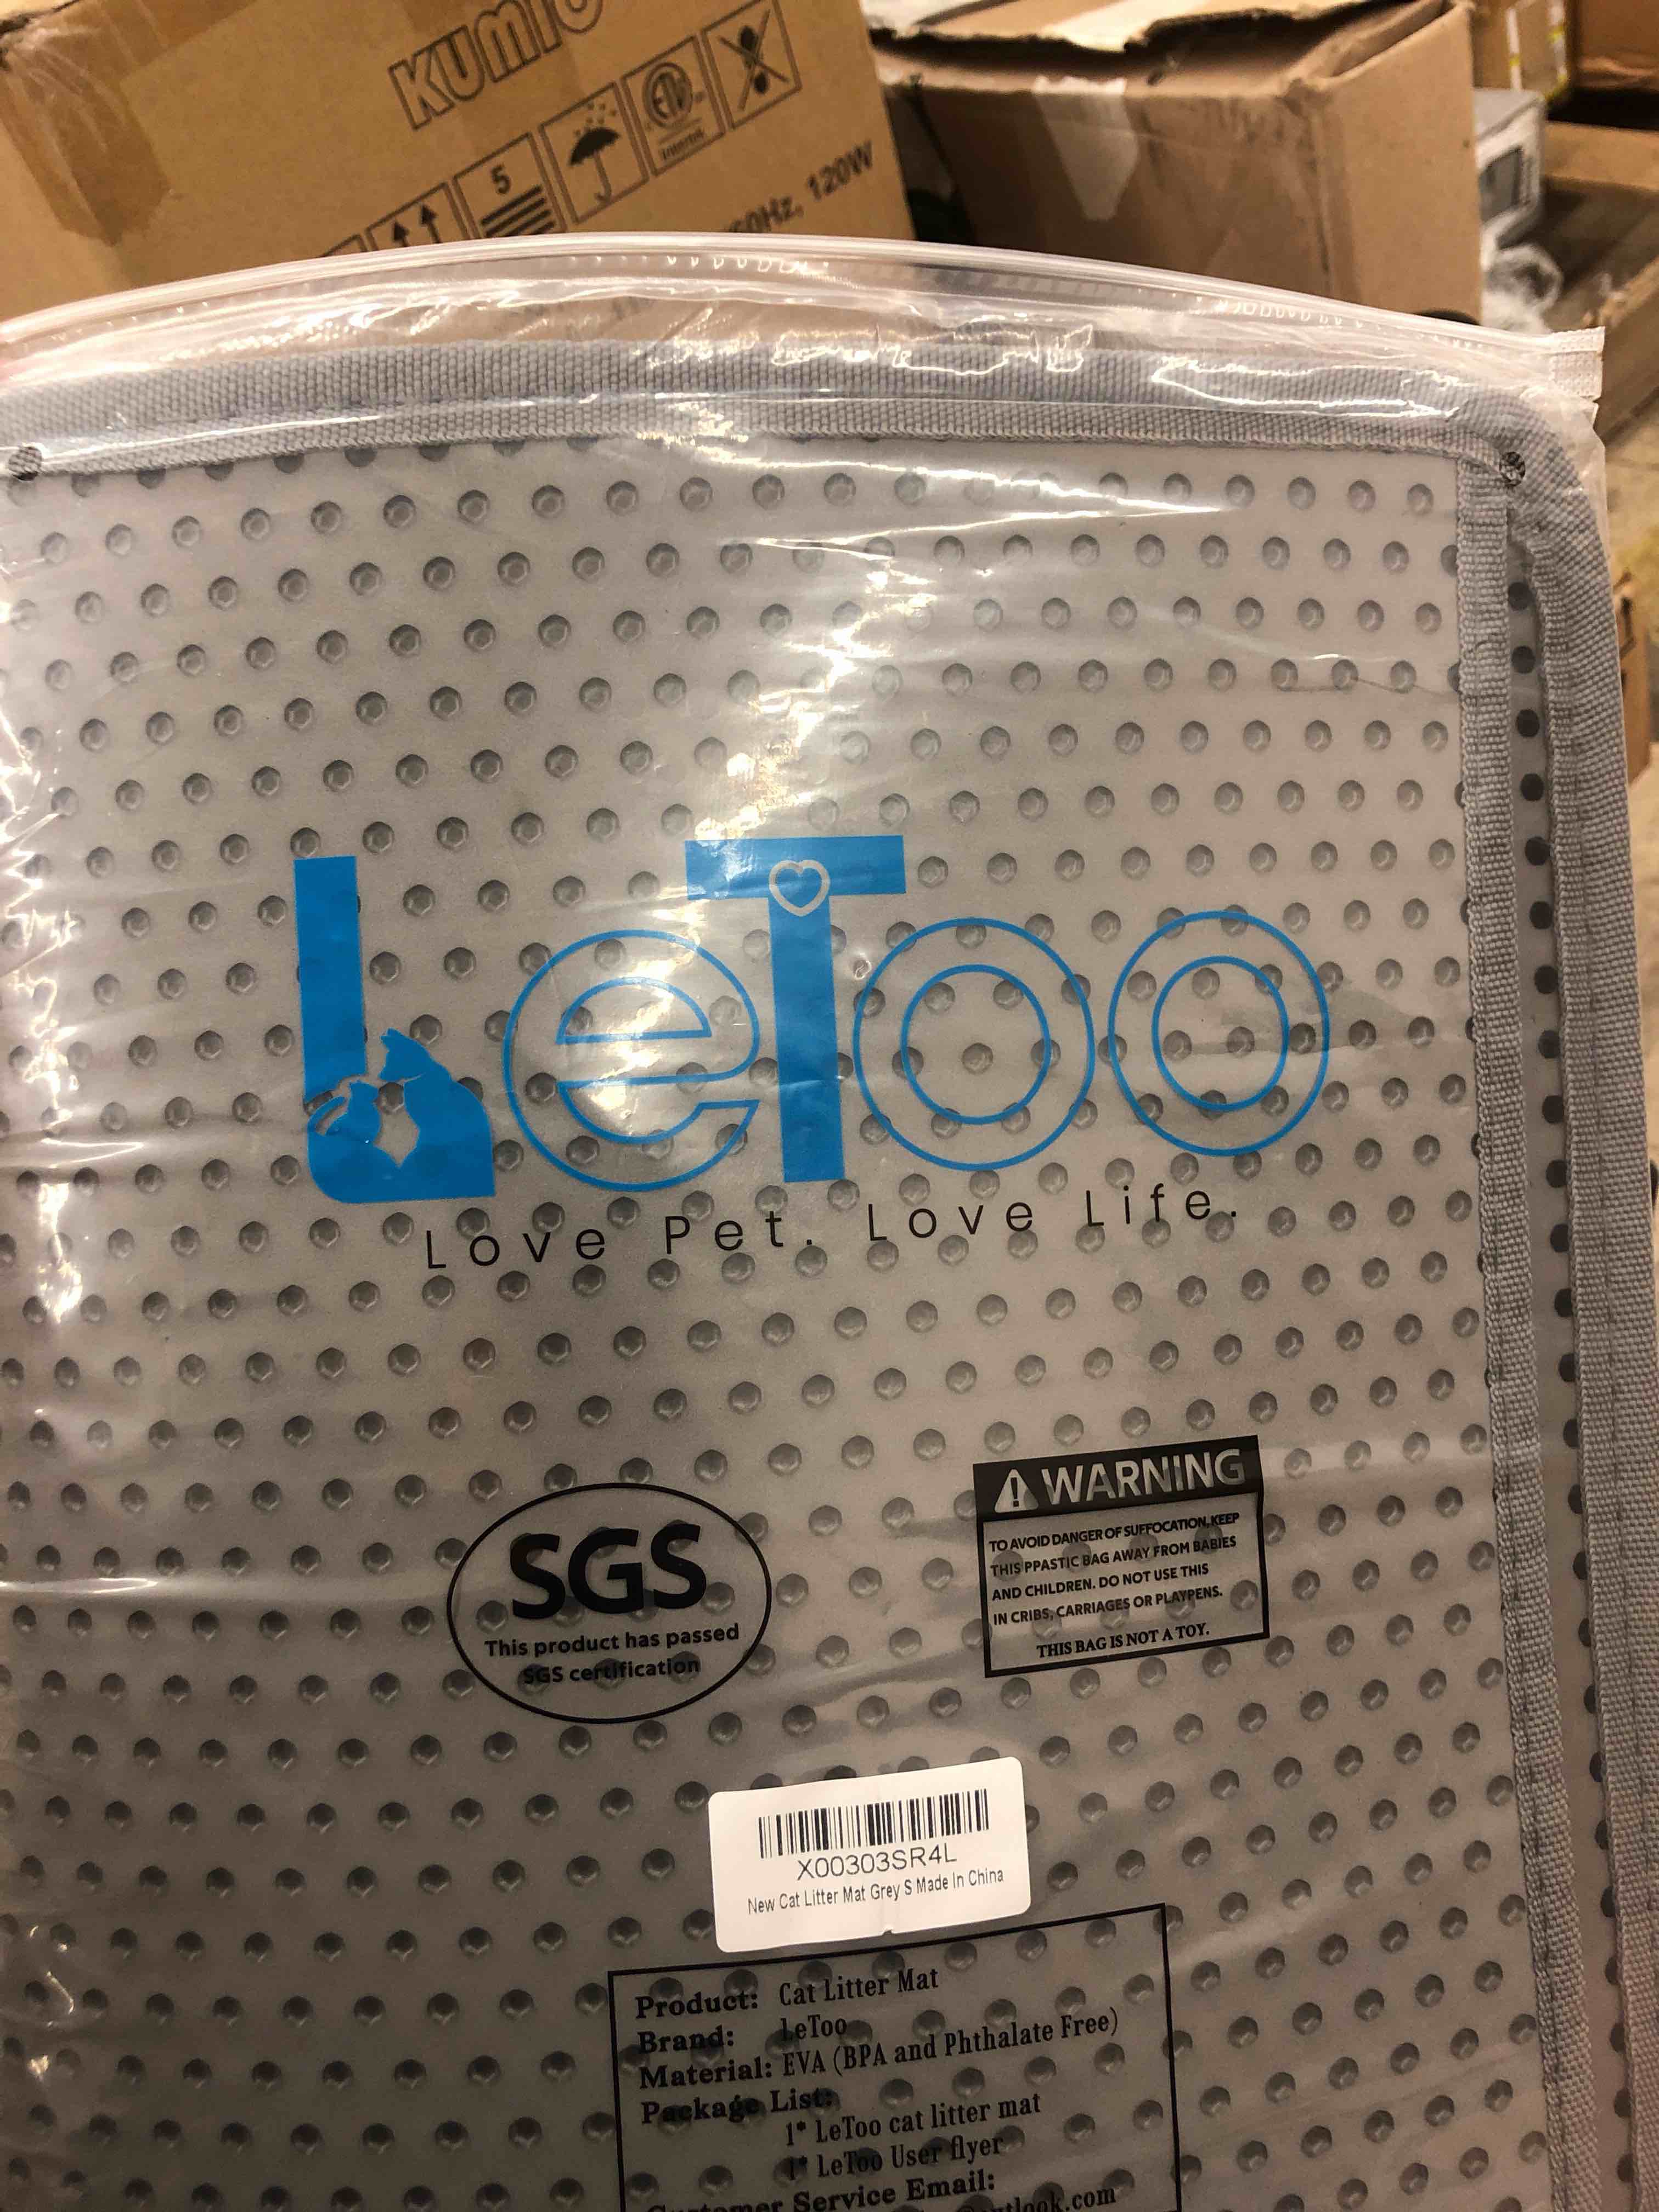 5
Intertek
60Hz, 120W
LeToo
Love Pet. Love Life.
WARNING
TO AVOID DANGER OF SUFFOCATION, KEEP
THIS PPASTIC BAG AWAY FROM BABIES
AND CHILDREN. DO NOT USE THIS
IN CRIBS, CARRIAGES OR PLAYPENS.
THIS BAG IS NOT A TOY.
SGS
This product has passed
SGS certification
X00303SR4L
New Cat Litter Mat Grey S Made In China
Product: Cat Litter Mat
Brand: LeToo
Material: EVA (BPA and Phthalate Free)
Package List:
1* LeToo cat litter mat
1* LeToo User flyer
Customer Service Email: